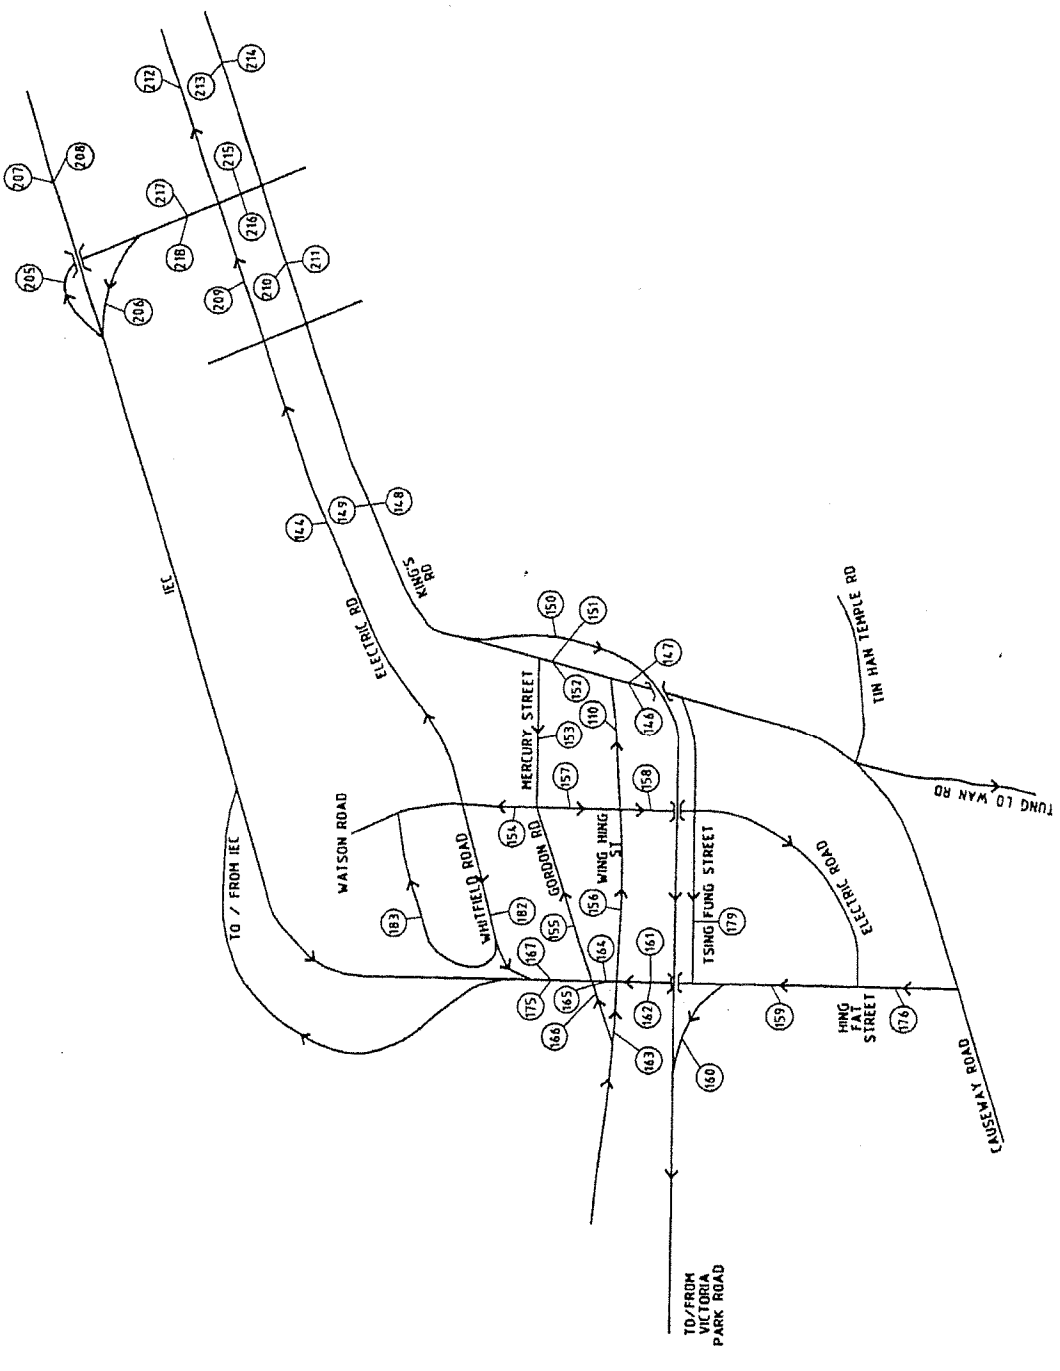 207
208
212
213
214
205
217
215
218
216
206
209
210
211
IEC
144
149
148
KING'S
RD
ELECTRIC RD
150
151
152
147
146
110
MERCURY STREET
153
157
158
154
WATSON ROAD
TO / FROM IEC
GORDON RD
WING HING
ST
WHITFIELD ROAD
183
182
155
156
167
175
164
161
165
162
166
163
TSING FUNG STREET
179
ELECTRIC ROAD
TIN HAN TEMPLE RD
TUNG LO WAN RD
160
159
HING
FAT
STREET
176
CAUSEWAY ROAD
TO/FROM
VICTORIA
PARK ROAD